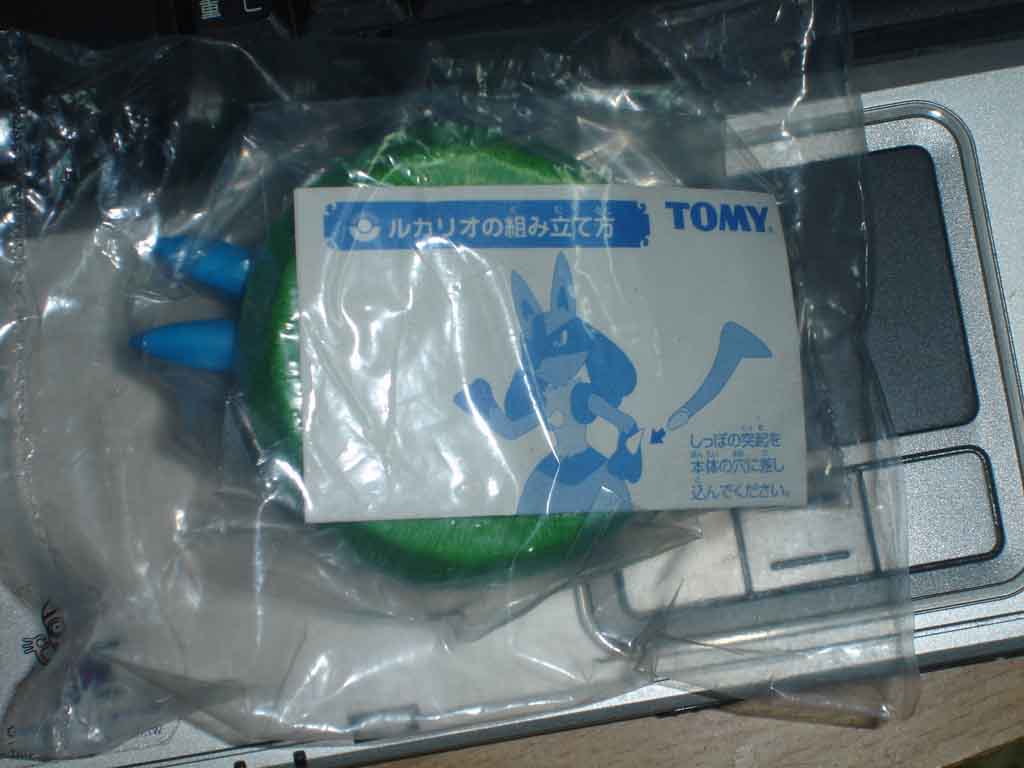 ルカリオの組み立て方
TOMY
しっぽの突起を
本体の穴に差し
込んでください。